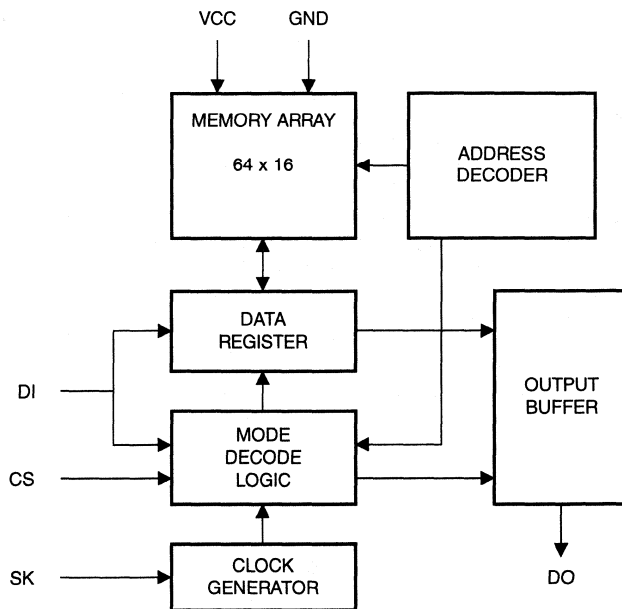 VCC GND
MEMORY ARRAY
64 x 16
ADDRESS
DECODER
DATA
REGISTER
DI
OUTPUT
BUFFER
MODE
DECODE
LOGIC
CS
CLOCK
GENERATOR
SK
DO